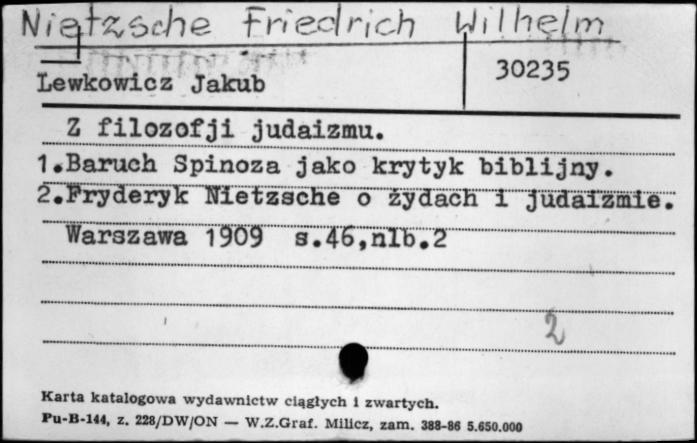 Nietzsche Friedrich Wilhelm
Lewkowicz Jakub
30235
Z filozofji judaizmu.
1.Baruch Spinoza jako krytyk biblijny.
2.Fryderyk Nietzsche o żydach i judaizmie.
Warszawa 1909 s.46,nlb.2
2
Karta katalogowa wydawnictw ciągłych i zwartych.
Pu-B-144, z. 228/DW/ON — W.Z.Graf. Milicz, zam. 388-86 5.650.000